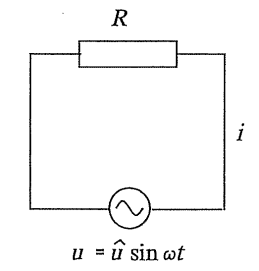 R
i
u = û sin ωt